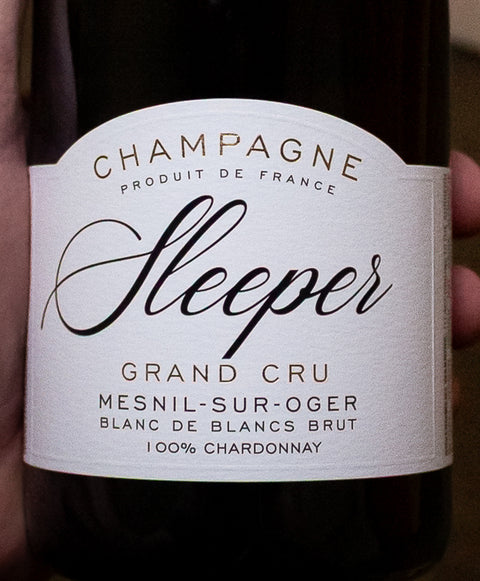 CHAMPAGNE
PRODUIT DE FRANCE
Sleeper
GRAND CRU
MESNIL-SUR-OGER
BLANC DE BLANCS BRUT
100% CHARDONNAY